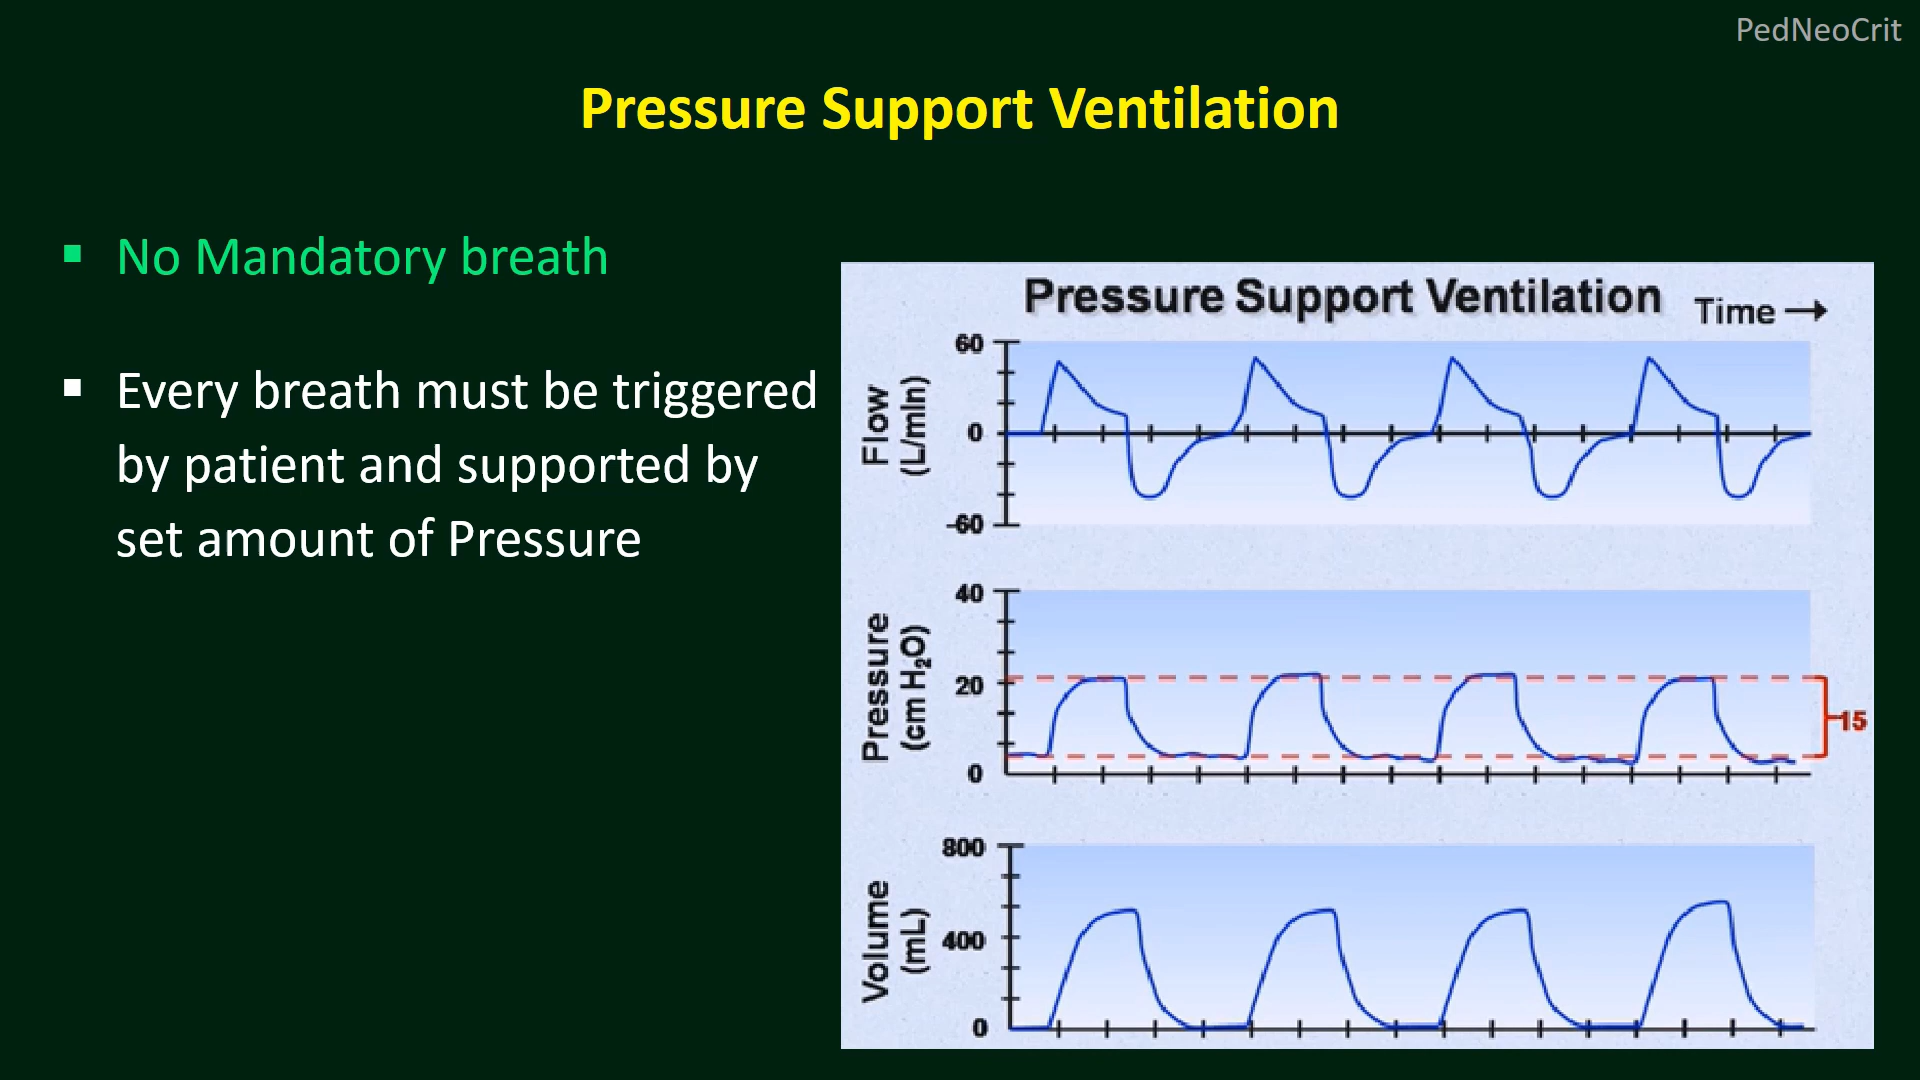 PedNeoCrit
Pressure Support Ventilation
▪ No Mandatory breath
▪ Every breath must be triggered
by patient and supported by
set amount of Pressure
Pressure Support Ventilation
Time →
Flow
(L/min)
60
0
-60
Pressure
(cm H₂O)
40
20
0
15
Volume
(mL)
800
400
0